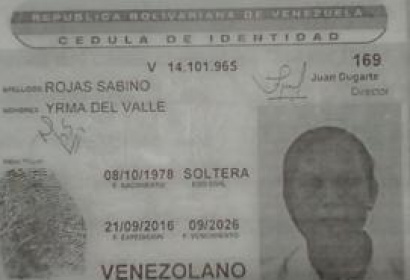 REPUBLICA BOLIVARIANA DE VENEZUELA
CEDULA DE IDENTIDAD
V 14.101.965
169
APELLIDOS ROJAS SABINO
Juan Dugarte
Director
NOMBRES YRMA DEL VALLE
08/10/1978 SOLTERA
F. NACIMIENTO EDO CIVIL
21/09/2016 09/2026
F. EXPEDICION F. VENCIMIENTO
VENEZOLANO